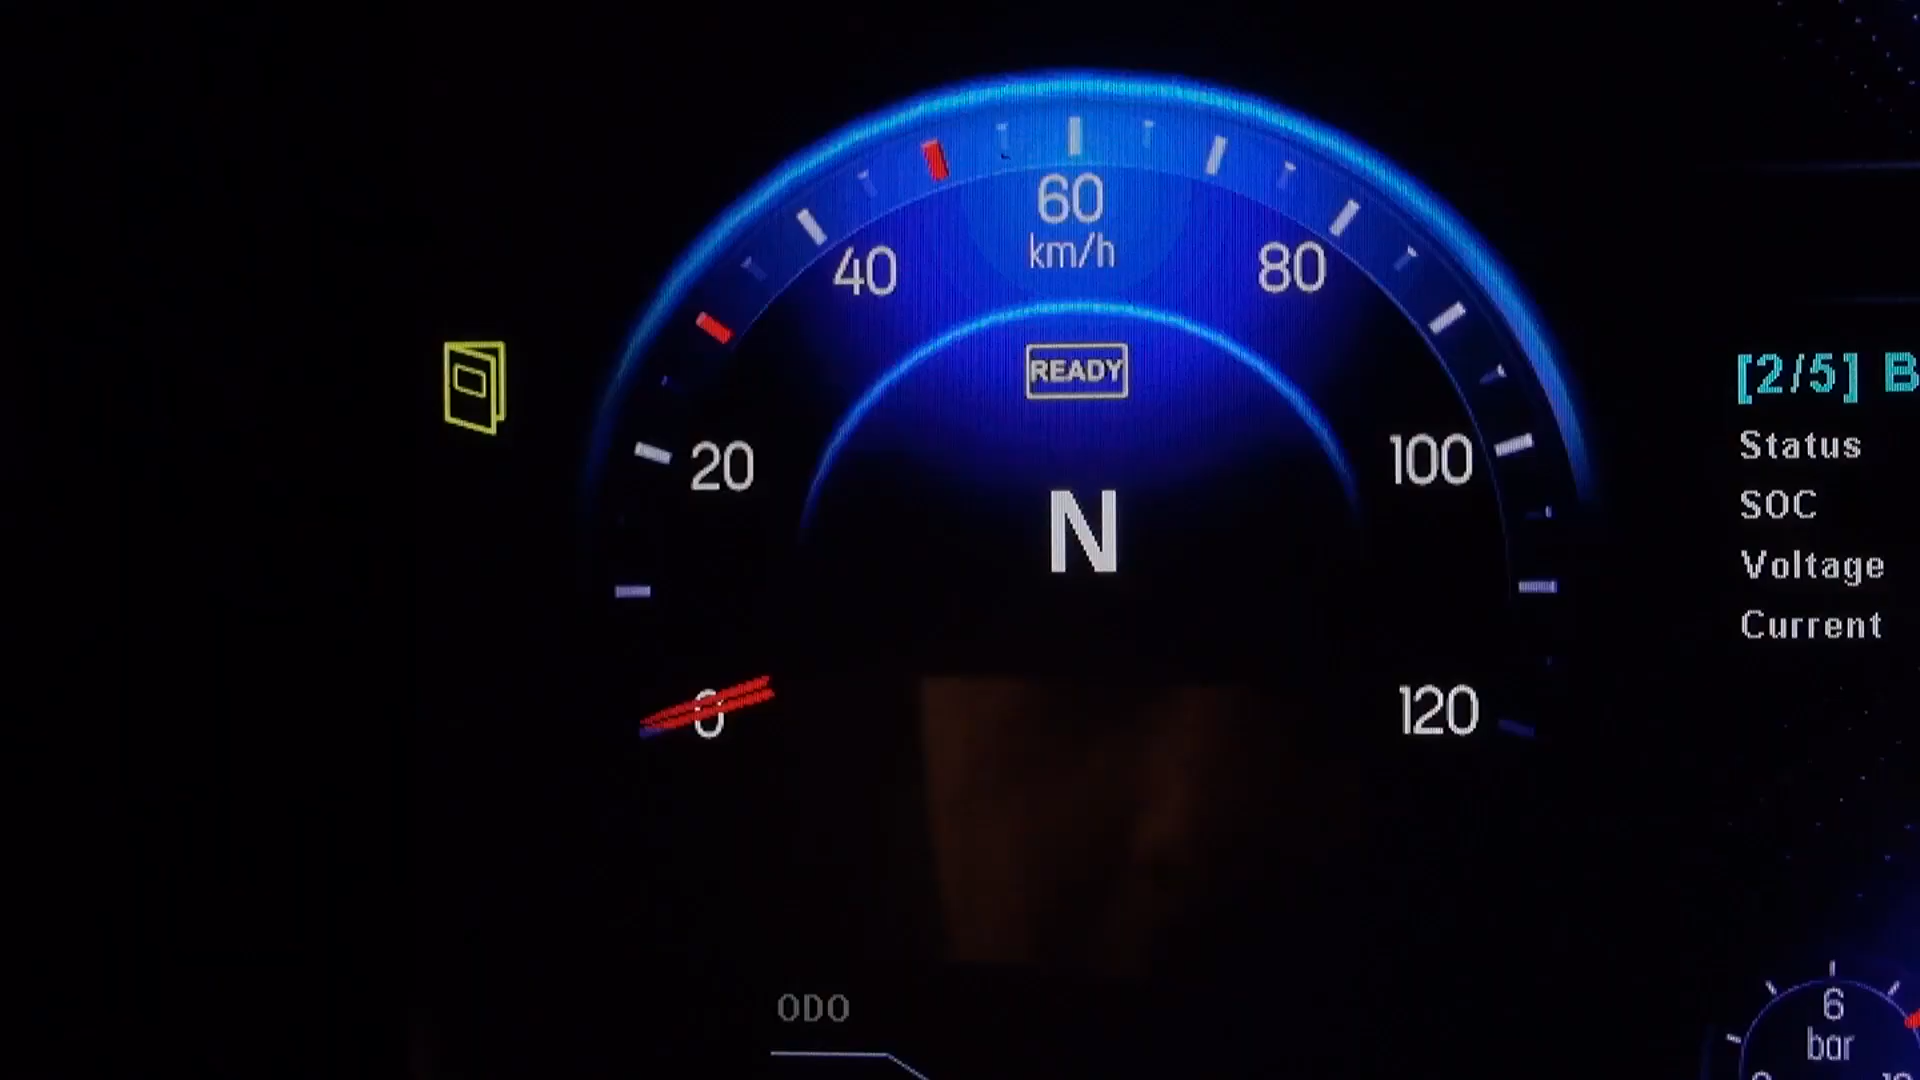 60
km/h
40
80
READY
[2/5] B
20
100
Status
SOC
N
Voltage
Current
0
120
ODO
6
bar